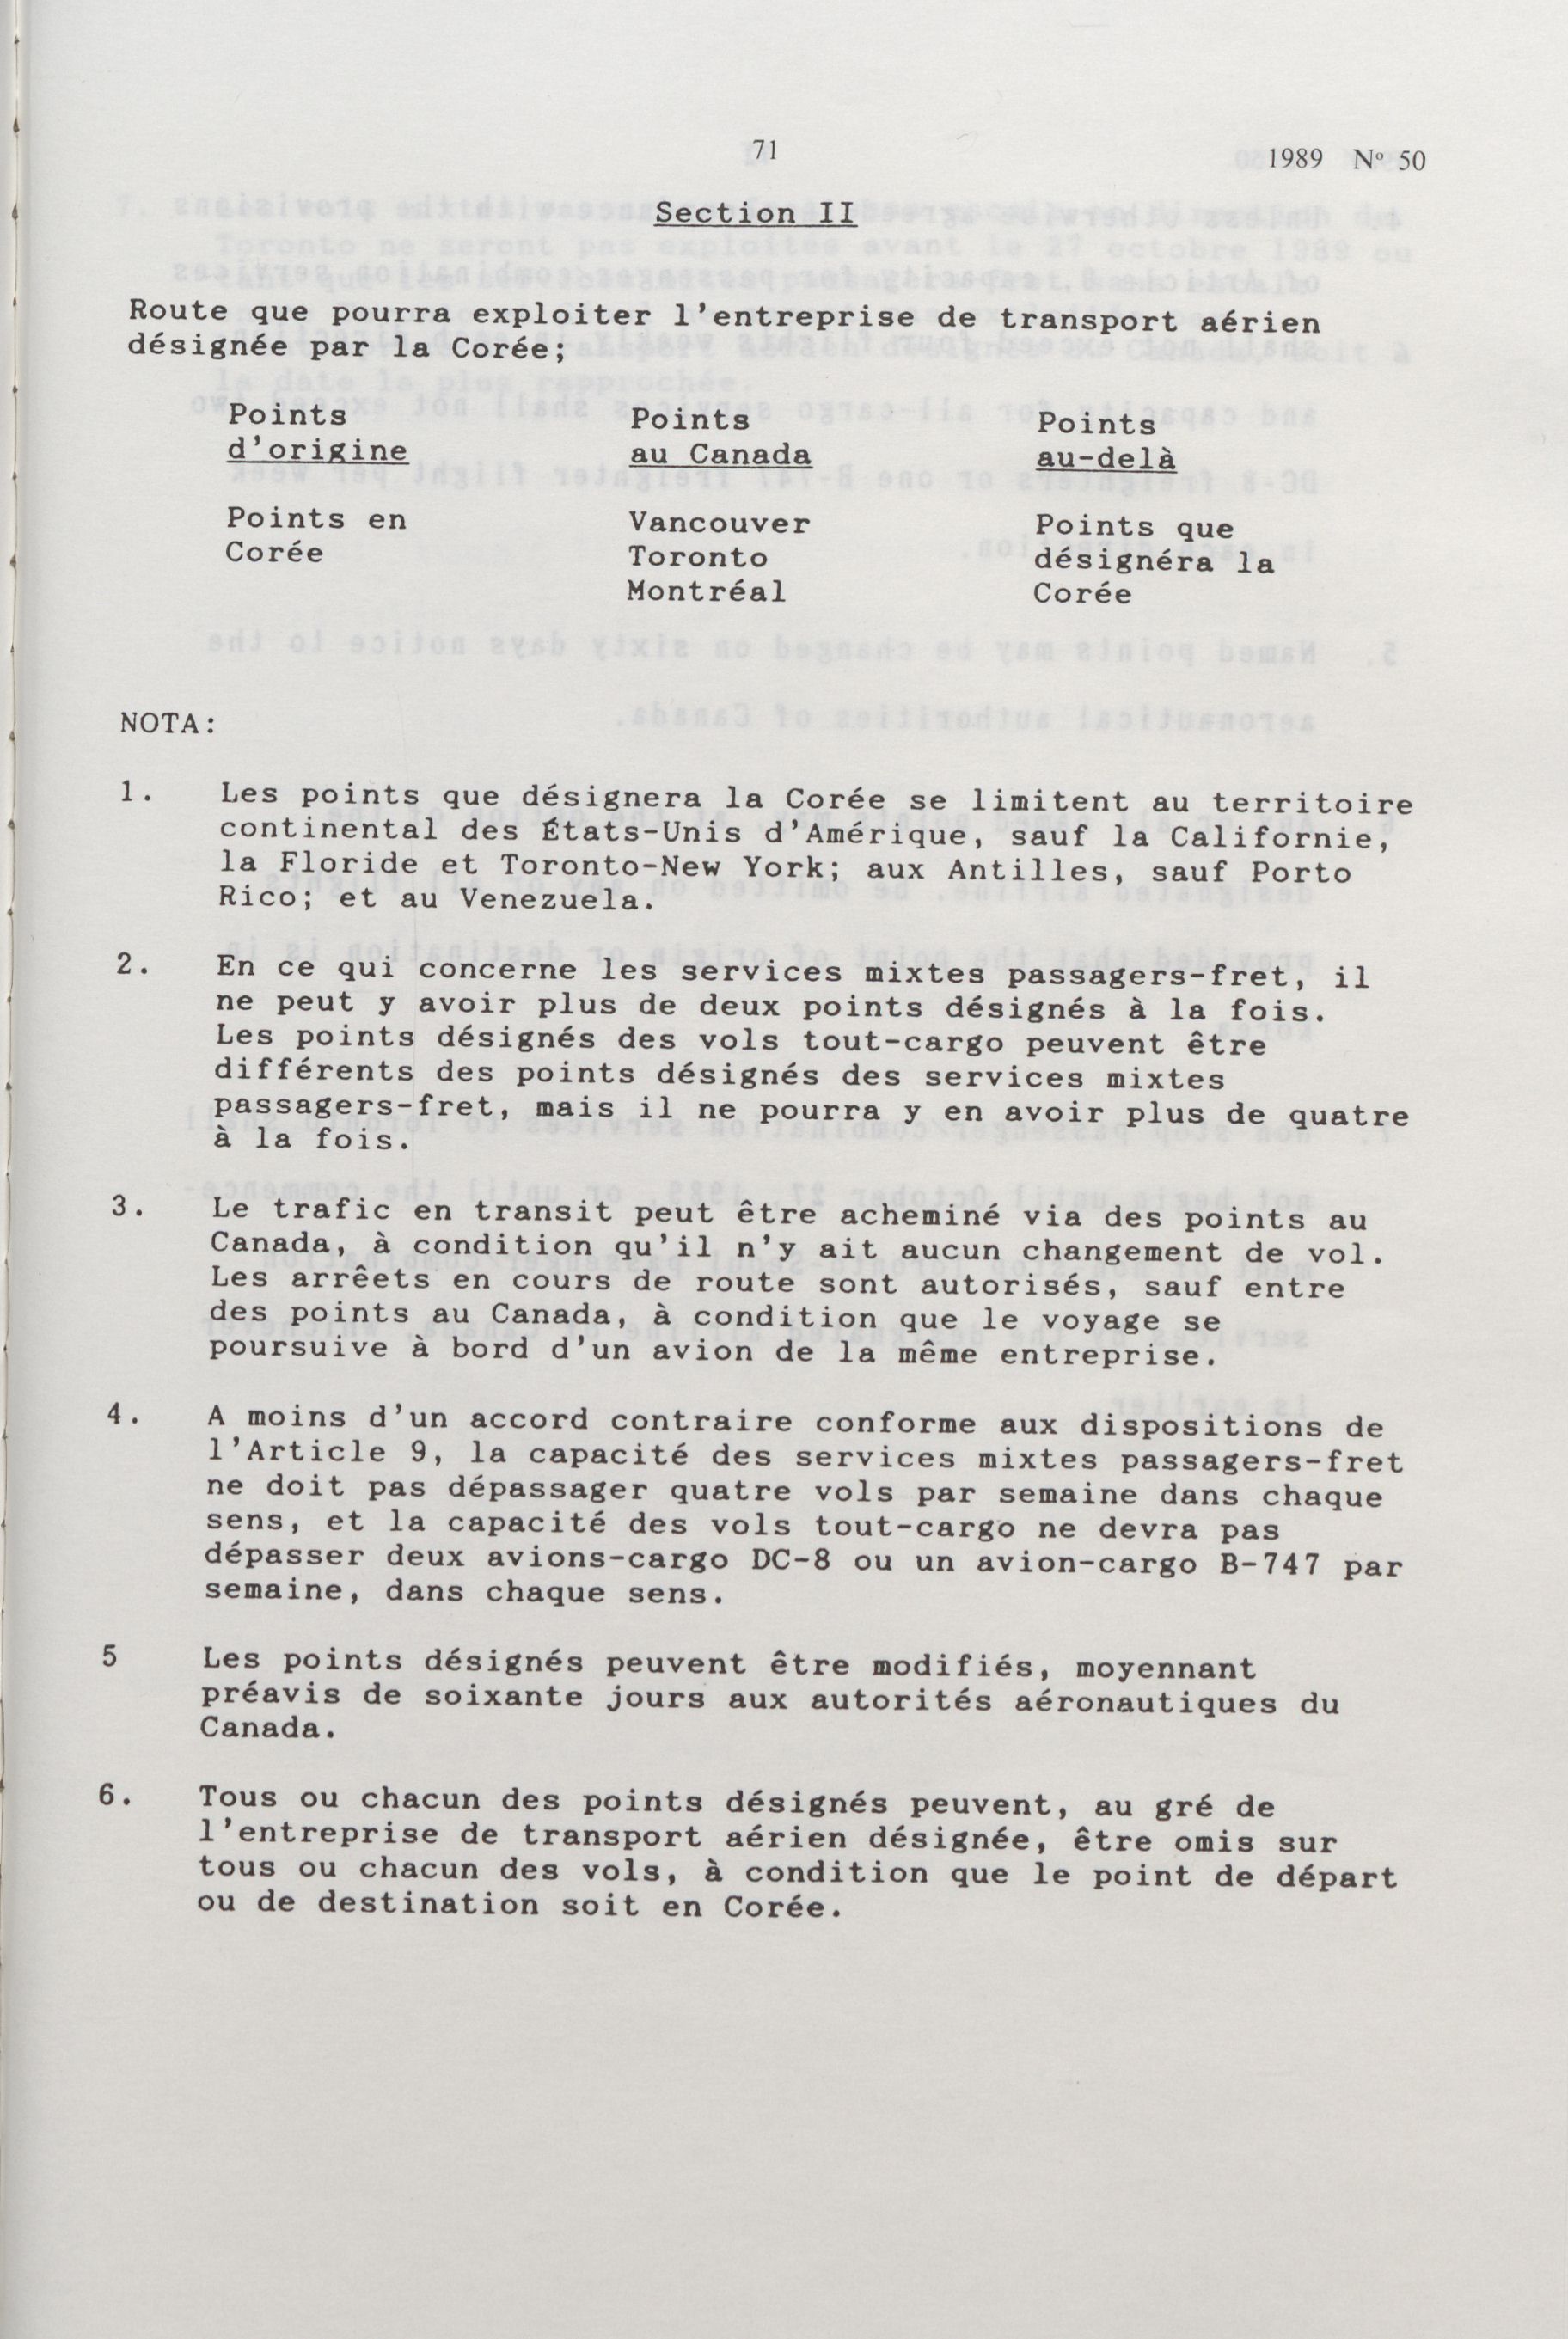 71
1989 Nº 50
Section II
Route que pourra exploiter l'entreprise de transport aérien
désignée par la Corée;
Points Points Points
d'origine au Canada au-delà
Points en Vancouver Points que
Corée Toronto désignéra la
Montréal Corée
NOTA:
1. Les points que désignera la Corée se limitent au territoire
continental des États-Unis d'Amérique, sauf la Californie,
la Floride et Toronto-New York; aux Antilles, sauf Porto
Rico; et au Venezuela.
2. En ce qui concerne les services mixtes passagers-fret, il
ne peut y avoir plus de deux points désignés à la fois.
Les points désignés des vols tout-cargo peuvent être
différents des points désignés des services mixtes
passagers-fret, mais il ne pourra y en avoir plus de quatre
à la fois.
3. Le trafic en transit peut être acheminé via des points au
Canada, à condition qu'il n'y ait aucun changement de vol.
Les arrêets en cours de route sont autorisés, sauf entre
des points au Canada, à condition que le voyage se
poursuive à bord d'un avion de la même entreprise.
4. A moins d'un accord contraire conforme aux dispositions de
l'Article 9, la capacité des services mixtes passagers-fret
ne doit pas dépassager quatre vols par semaine dans chaque
sens, et la capacité des vols tout-cargo ne devra pas
dépasser deux avions-cargo DC-8 ou un avion-cargo B-747 par
semaine, dans chaque sens.
5 Les points désignés peuvent être modifiés, moyennant
préavis de soixante jours aux autorités aéronautiques du
Canada.
6. Tous ou chacun des points désignés peuvent, au gré de
l'entreprise de transport aérien désignée, être omis sur
tous ou chacun des vols, à condition que le point de départ
ou de destination soit en Corée.